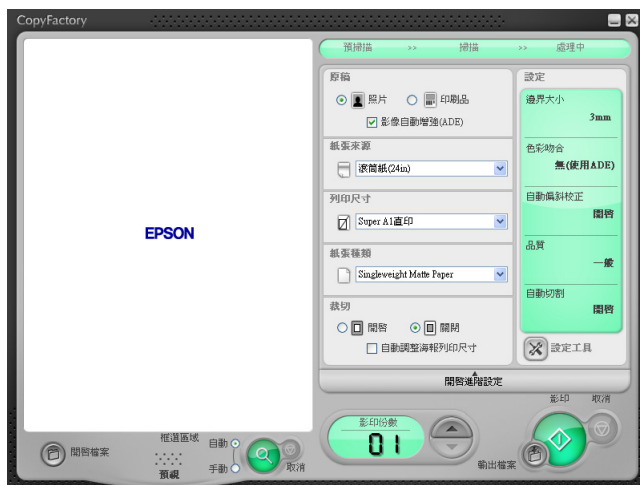 CopyFactory
預掃描 >> 掃描 >> 處理中
原稿
照片 印刷品
影像自動增強(ADE)
紙張來源
滾筒紙(24in)
列印尺寸
Super A1直印
紙張種類
Singleweight Matte Paper
裁切
開啓 關閉
自動調整海報列印尺寸
設定
邊界大小
3mm
色彩吻合
無(使用ADE)
自動偏斜校正
開啓
品質
一般
自動切割
開啓
設定工具
開啓進階設定
EPSON
開啓檔案
框選區域
預視
自動
手動
取消
影印份數
01
影印
取消
輸出檔案